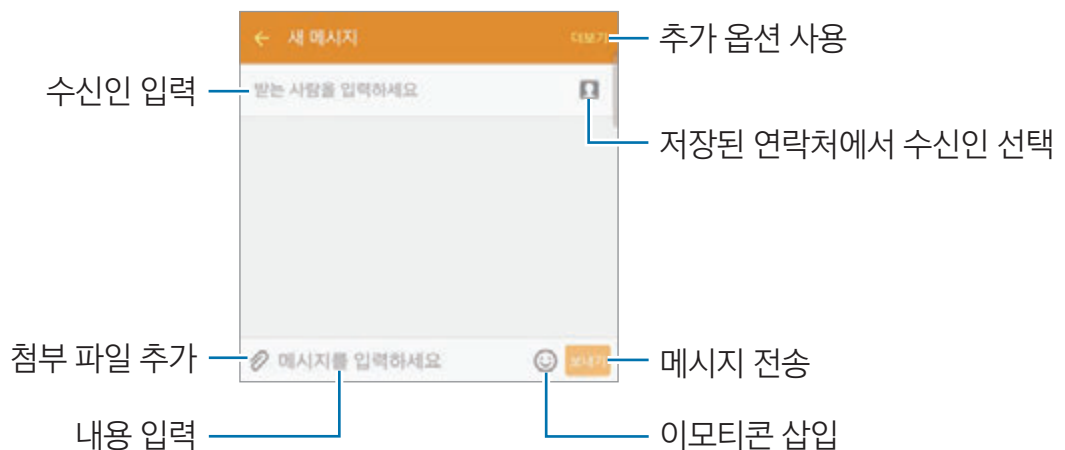 ← 새 메시지 더보기
추가 옵션 사용
수신인 입력
받는 사람을 입력하세요
저장된 연락처에서 수신인 선택
첨부 파일 추가
메시지를 입력하세요
보내기
메시지 전송
내용 입력
이모티콘 삽입